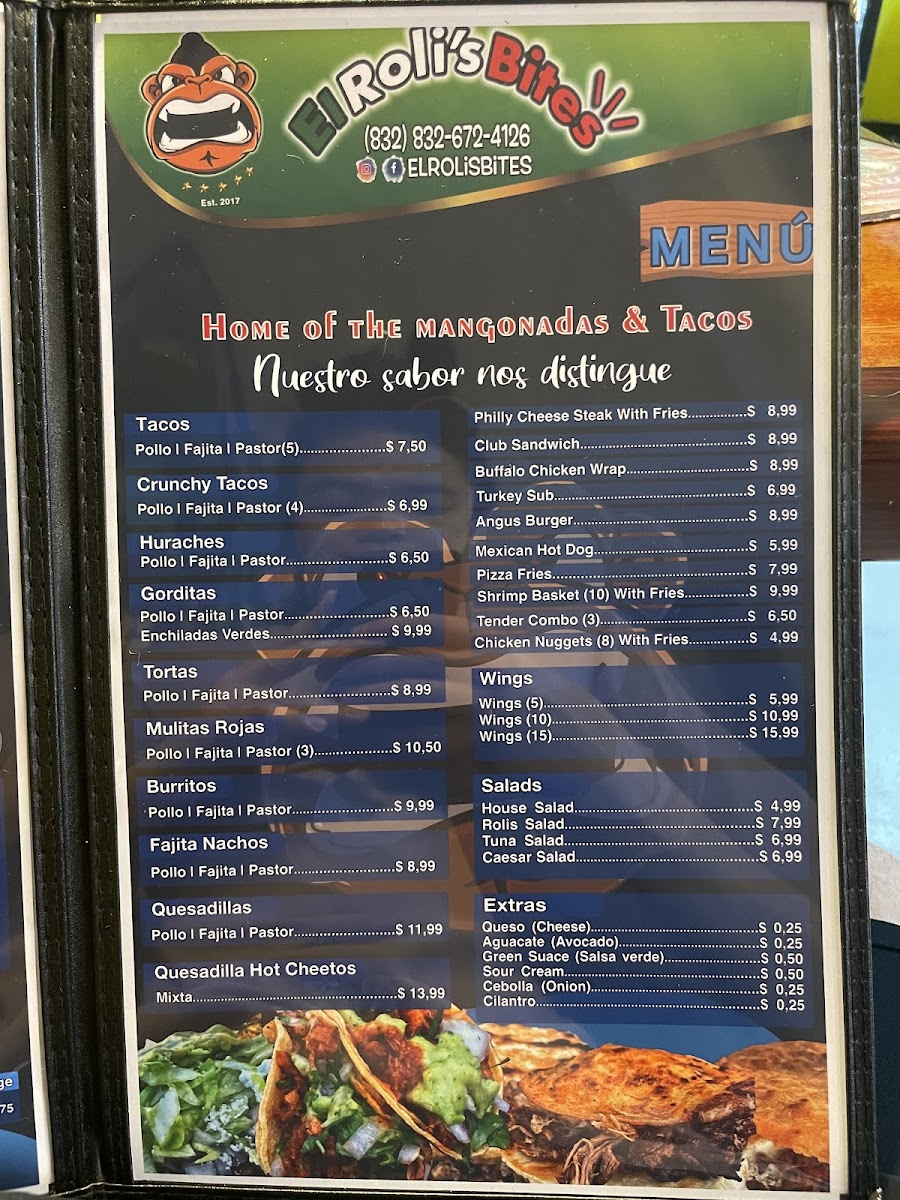 El Roli's Bites
(832) 832-672-4126
ELROLiSBITES
Est. 2017
MENÚ
Home of the mangonadas & Tacos
Nuestro sabor nos distingue
Tacos
Pollo | Fajita | Pastor(5)......................$ 7,50
Crunchy Tacos
Pollo | Fajita | Pastor (4).....................$ 6,99
Huraches
Pollo | Fajita | Pastor..........................$ 6,50
Gorditas
Pollo | Fajita | Pastor..........................$ 6,50
Enchiladas Verdes............................. $ 9,99
Tortas
Pollo | Fajita | Pastor..........................$ 8,99
Mulitas Rojas
Pollo | Fajita | Pastor (3)....................$ 10,50
Burritos
Pollo | Fajita | Pastor..........................$ 9,99
Fajita Nachos
Pollo | Fajita | Pastor..........................$ 8,99
Quesadillas
Pollo | Fajita | Pastor..........................$ 11,99
Quesadilla Hot Cheetos
Mixta....................................................$ 13,99
Philly Cheese Steak With Fries...............$ 8,99
Club Sandwich...........................................$ 8,99
Buffalo Chicken Wrap...............................$ 8,99
Turkey Sub.................................................$ 6,99
Angus Burger............................................$ 8,99
Mexican Hot Dog.......................................$ 5,99
Pizza Fries..................................................$ 7,99
Shrimp Basket (10) With Fries................$ 9,99
Tender Combo (3).....................................$ 6,50
Chicken Nuggets (8) With Fries...............$ 4,99
Wings
Wings (5)....................................................$ 5,99
Wings (10)..................................................$ 10,99
Wings (15)..................................................$ 15,99
Salads
House Salad.............................................$ 4,99
Rolis Salad................................................$ 7,99
Tuna Salad................................................$ 6,99
Caesar Salad..............................................$ 6,99
Extras
Queso (Cheese)..........................................$ 0,25
Aguacate (Avocado)...................................$ 0,25
Green Suace (Salsa verde)........................$ 0,50
Sour Cream.................................................$ 0,50
Cebolla (Onion)..........................................$ 0,25
Cilantro........................................................$ 0,25
ge
75